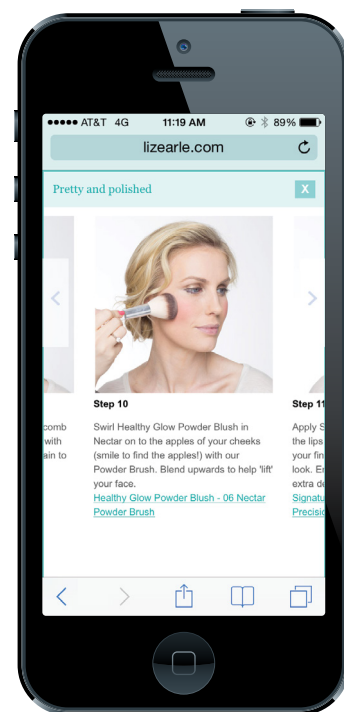 AT&T 4G 11:19 AM 89%
lizearle.com
Pretty and polished X
Step 10
Swirl Healthy Glow Powder Blush in
Nectar on to the apples of your cheeks
(smile to find the apples!) with our
Powder Brush. Blend upwards to help 'lift'
your face.
Healthy Glow Powder Blush - 06 Nectar
Powder Brush
comb
with
ain to
Step 11
Apply S
the lips
your fin
look. Er
extra de
Signatu
Precisio